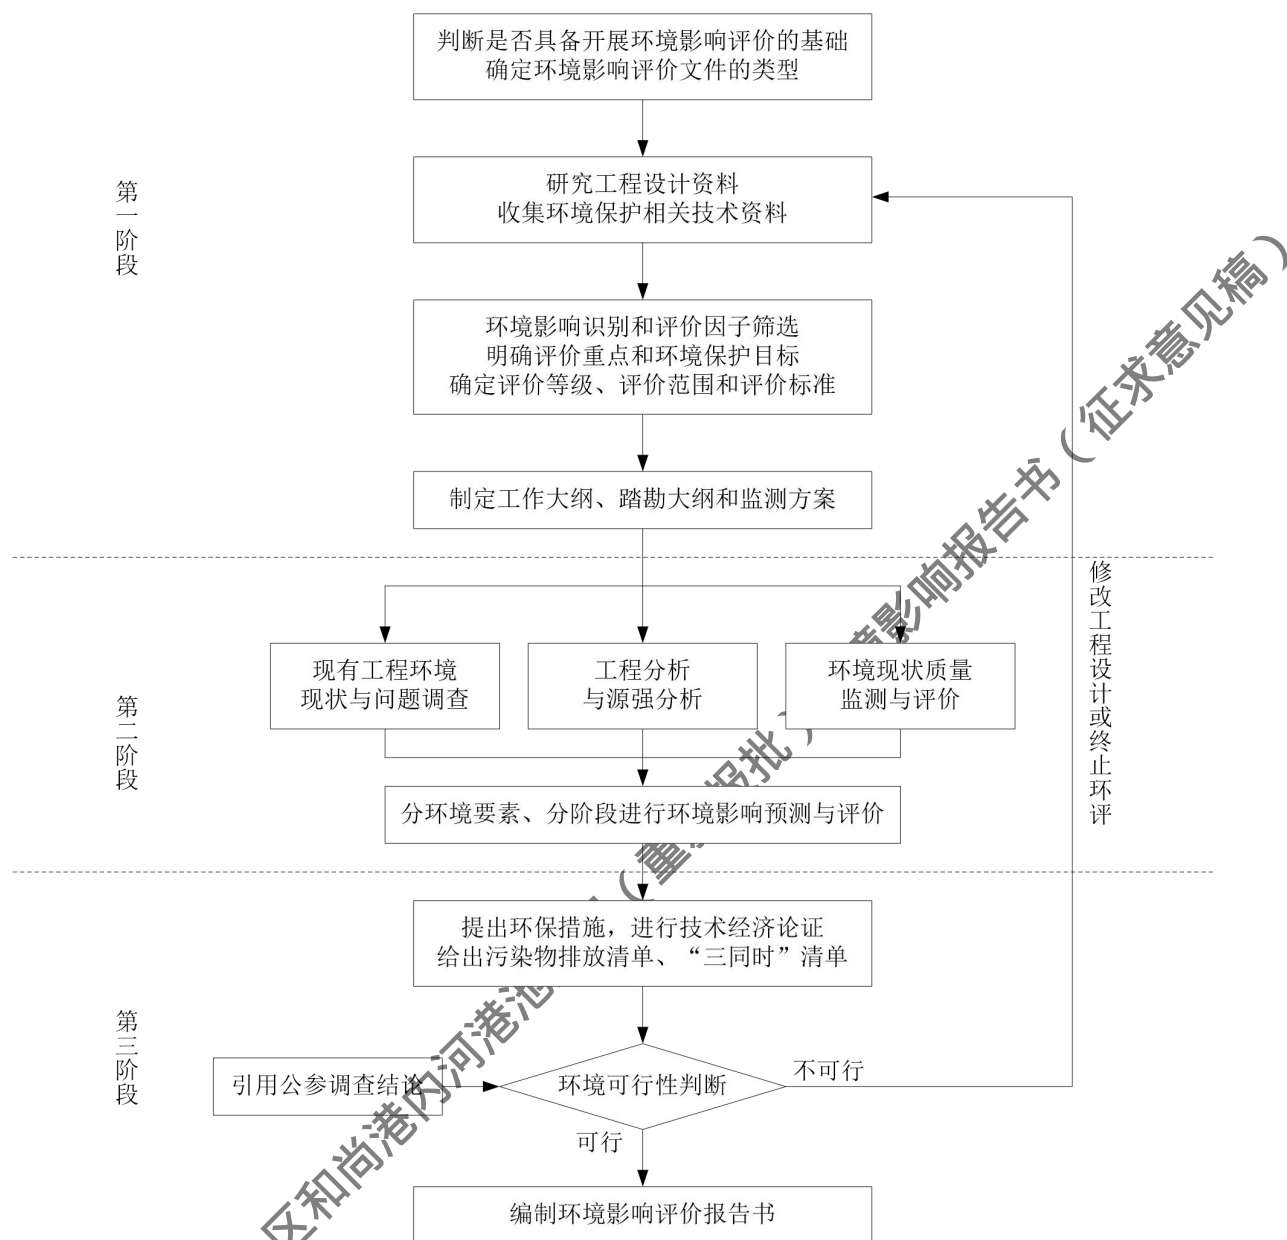 判断是否具备开展环境影响评价的基础
确定环境影响评价文件的类型
第一阶段
研究工程设计资料
收集环境保护相关技术资料
环境影响识别和评价因子筛选
明确评价重点和环境保护目标
确定评价等级、评价范围和评价标准
制定工作大纲、踏勘大纲和监测方案
修改工程设计或终止环评
第二阶段
现有工程环境
现状与问题调查
工程分析
与源强分析
环境现状质量
监测与评价
分环境要素、分阶段进行环境影响预测与评价
第三阶段
提出环保措施，进行技术经济论证
给出污染物排放清单、“三同时”清单
引用公参调查结论
环境可行性判断
不可行
可行
编制环境影响评价报告书
区和尚港内河港池（重 报批）境影响报告书（征求意见稿）